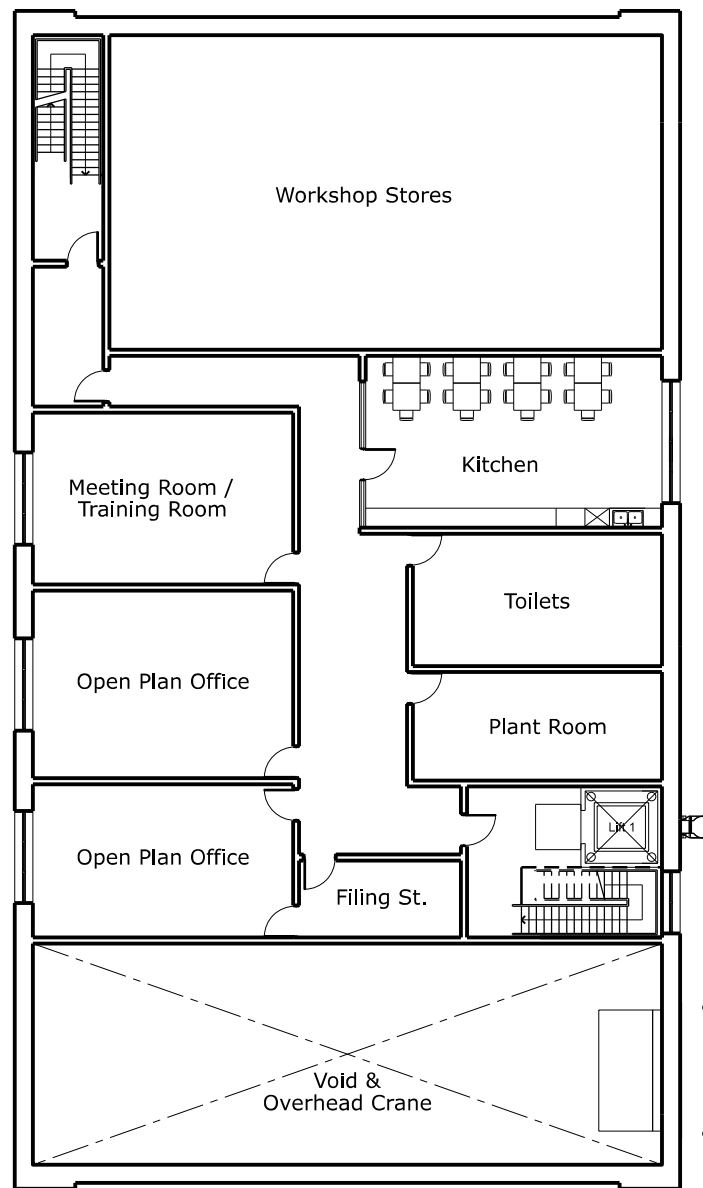 Workshop Stores
Kitchen
Meeting Room /
Training Room
Toilets
Open Plan Office
Plant Room
Open Plan Office
Lift 1
Filing St.
Void &
Overhead Crane